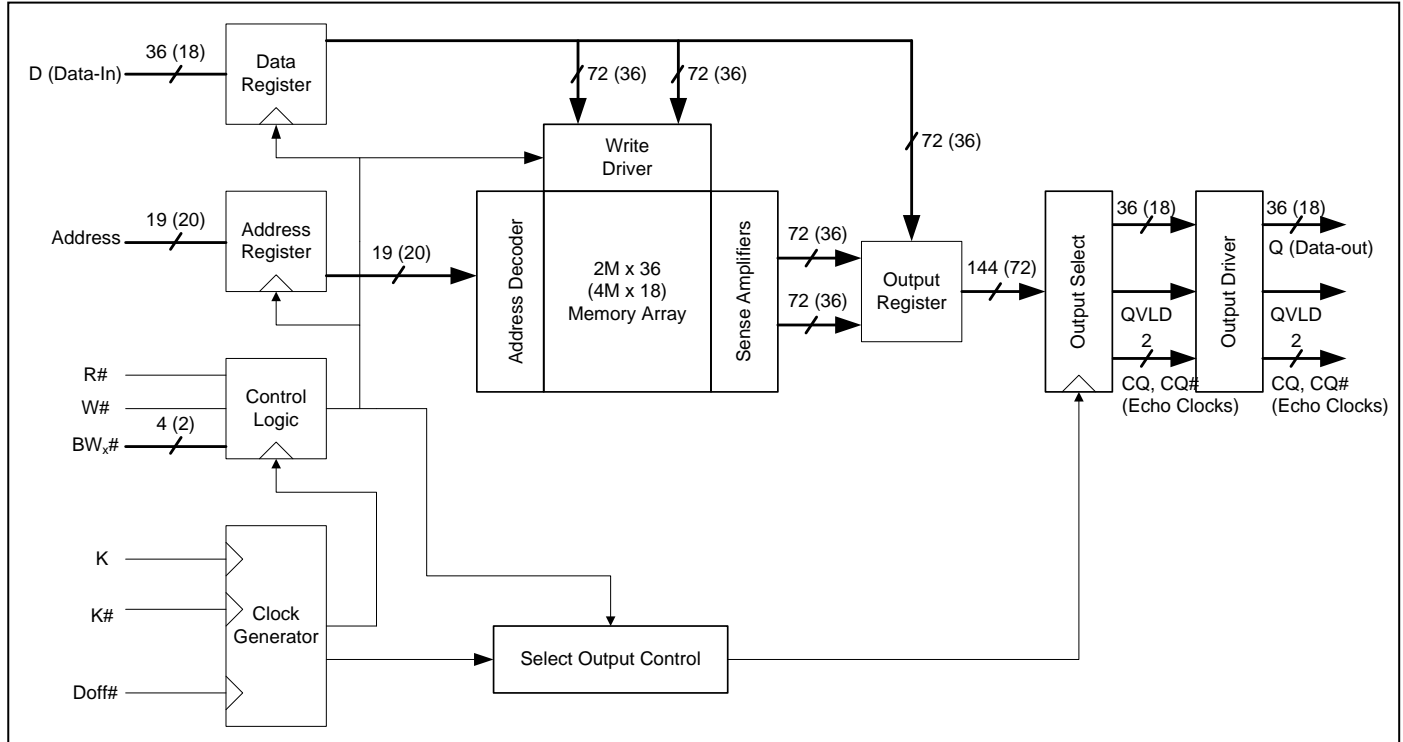 36 (18)
D (Data-In)
Data
Register
72 (36)
72 (36)
72 (36)
Write
Driver
19 (20)
Address
Address
Register
19 (20)
Address Decoder
2M x 36
(4M x 18)
Memory Array
Sense Amplifiers
72 (36)
72 (36)
Output
Register
144 (72)
Output Select
36 (18)
QVLD
2
CQ, CQ#
(Echo Clocks)
Output Driver
36 (18)
Q (Data-out)
QVLD
2
CQ, CQ#
(Echo Clocks)
R#
W#
4 (2)
BWx#
Control
Logic
K
K#
Doff#
Clock
Generator
Select Output Control